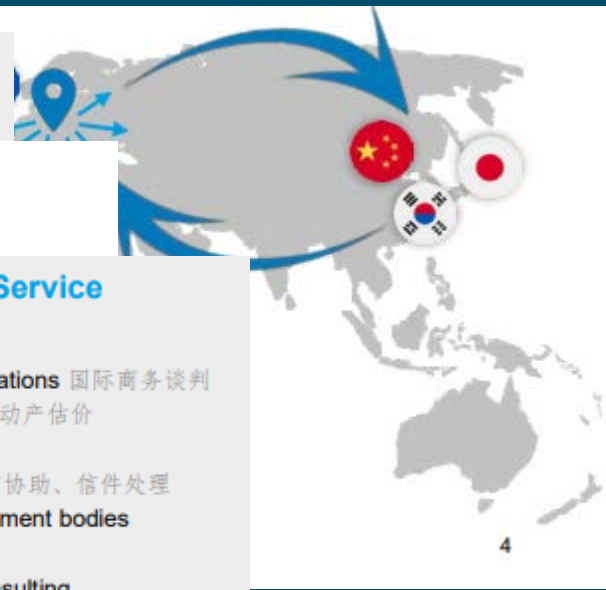 Service
ations 国际商务谈判
动产估价
协助、信件处理
ment bodies
sulting
4